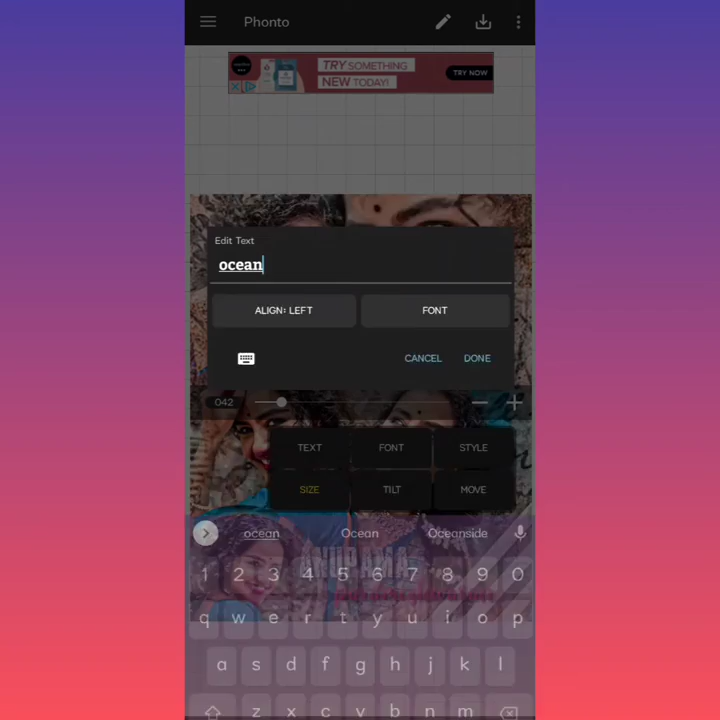 Phonto
TRY SOMETHING
NEW TODAY!
TRY NOW
Edit Text
ocean
ALIGN: LEFT
FONT
CANCEL
DONE
042
TEXT
FONT
STYLE
SIZE
TILT
MOVE
ocean
Ocean
Oceanside
ANUPAMA
1 2 3 4 5 6 7 8 9 0
q w e r t y u i o p
a s d f g h j k l
z x c v b n m